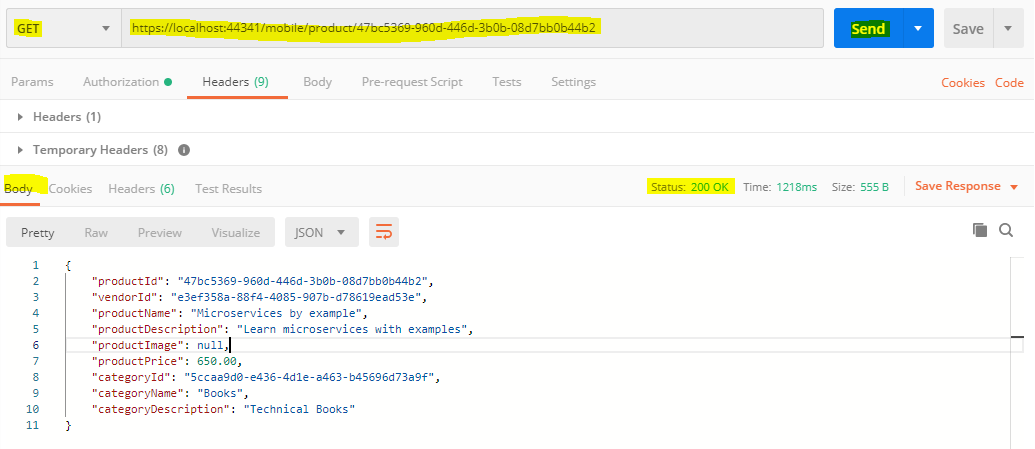 GET https://localhost:44341/mobile/product/47bc5369-960d-446d-3b0b-08d7bb0b44b2 Send Save
Params Authorization Headers (9) Body Pre-request Script Tests Settings Cookies Code
Headers (1)
Temporary Headers (8)
Body Cookies Headers (6) Test Results Status: 200 OK Time: 1218ms Size: 555 B Save Response
Pretty Raw Preview Visualize JSON
1 {
2 "productId": "47bc5369-960d-446d-3b0b-08d7bb0b44b2",
3 "vendorId": "e3ef358a-88f4-4085-907b-d78619ead53e",
4 "productName": "Microservices by example",
5 "productDescription": "Learn microservices with examples",
6 "productImage": null,
7 "productPrice": 650.00,
8 "categoryId": "5ccaa9d0-e436-4d1e-a463-b45696d73a9f",
9 "categoryName": "Books",
10 "categoryDescription": "Technical Books"
11 }